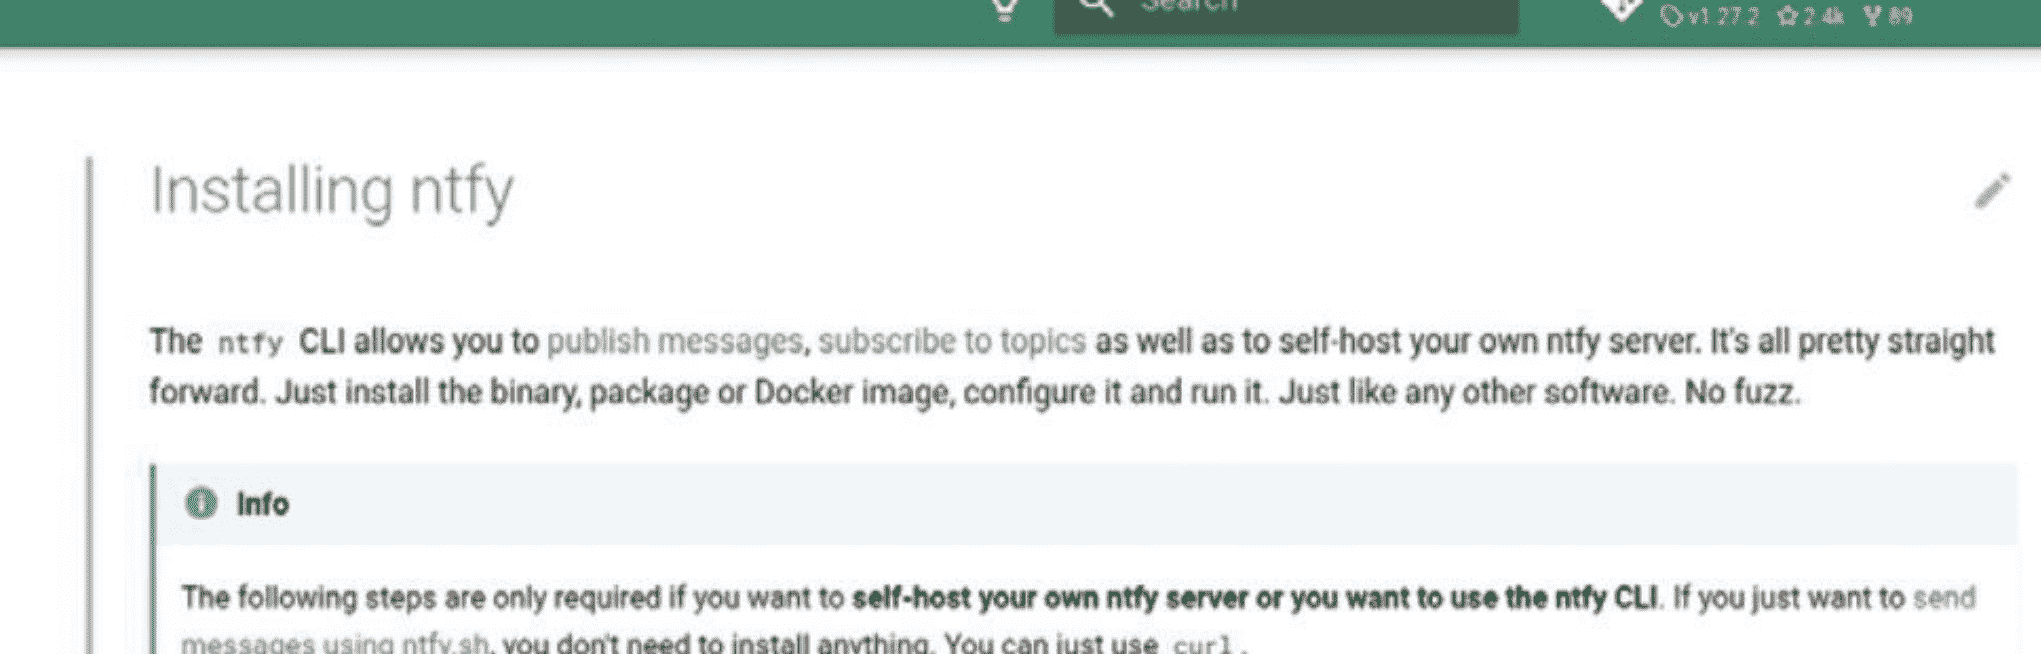 Search
v1.27.2 2.4k 89
Installing ntfy
The ntfy CLI allows you to publish messages, subscribe to topics as well as to self-host your own ntfy server. It's all pretty straight
forward. Just install the binary, package or Docker image, configure it and run it. Just like any other software. No fuzz.
Info
The following steps are only required if you want to self-host your own ntfy server or you want to use the ntfy CLI. If you just want to send
messages using ntfy.sh, you don't need to install anything. You can just use curl.